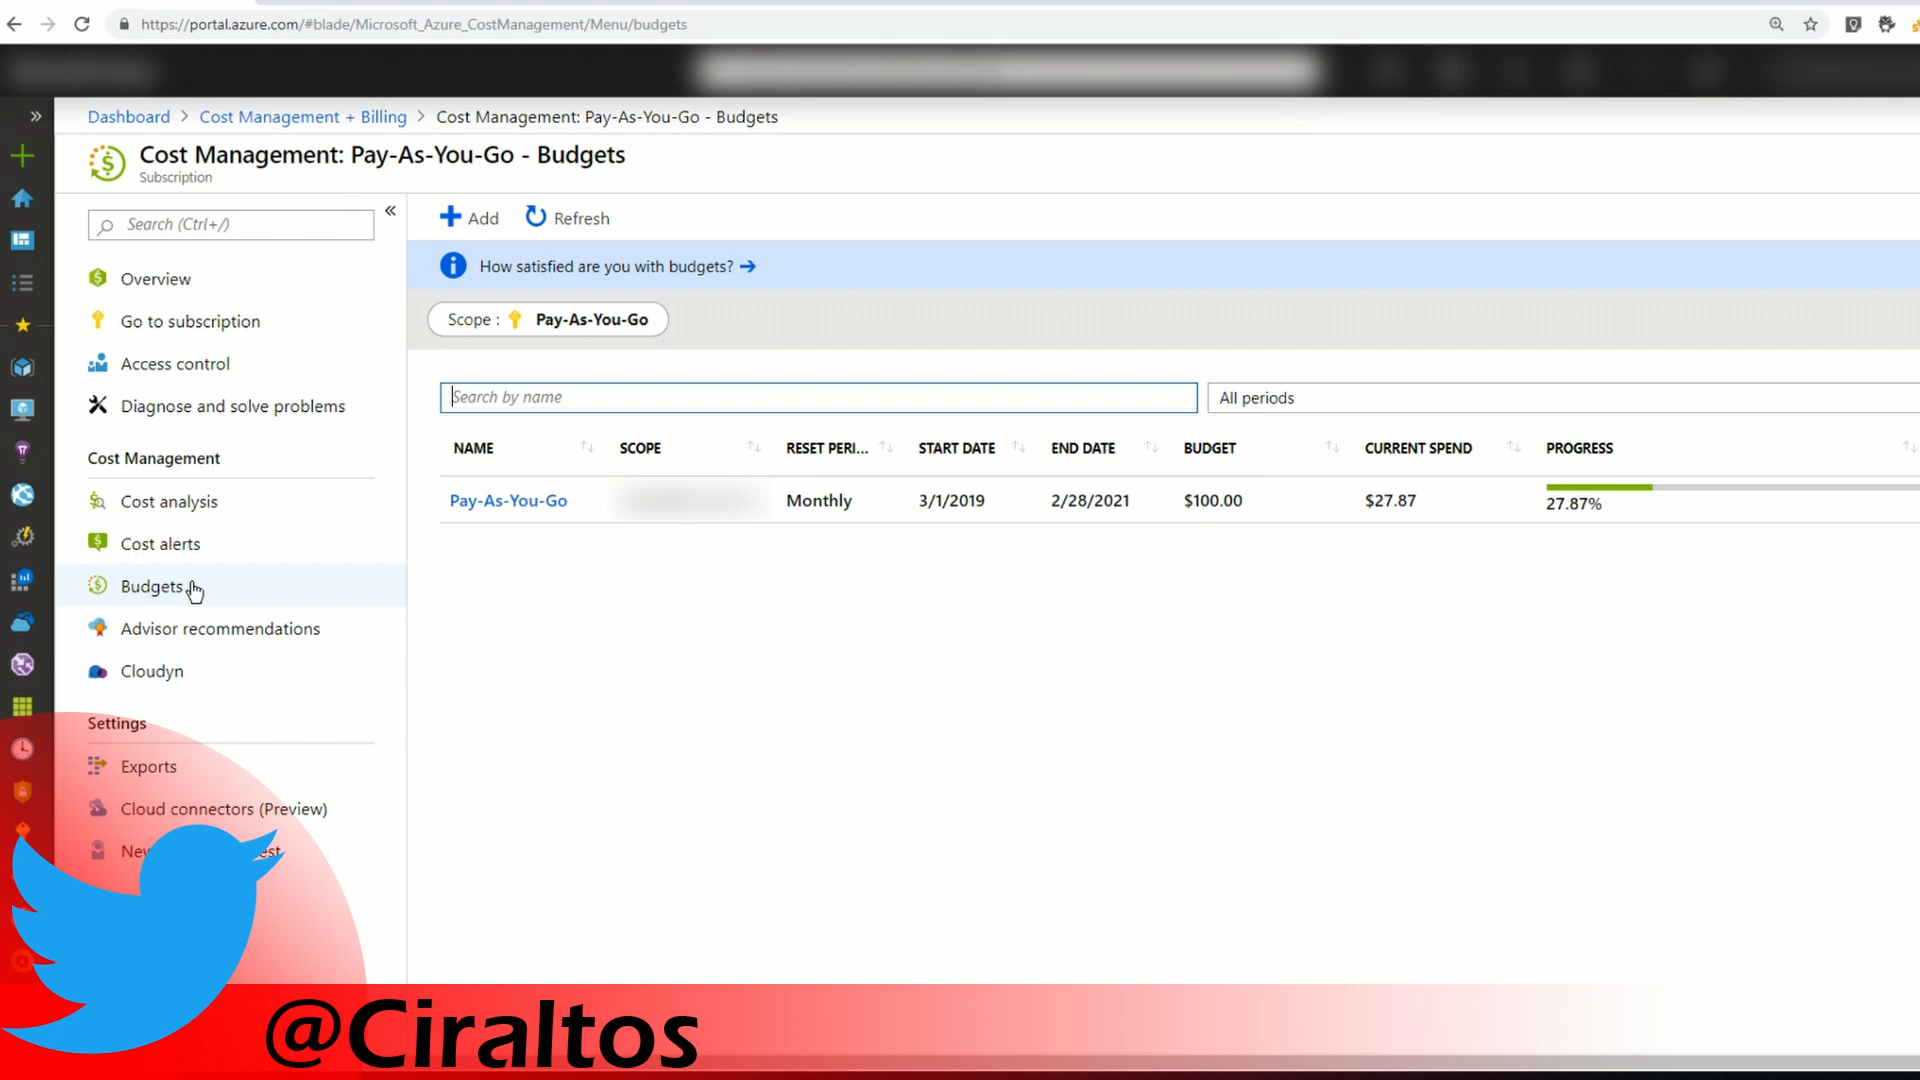 https://portal.azure.com/#blade/Microsoft_Azure_CostManagement/Menu/budgets
Dashboard > Cost Management + Billing > Cost Management: Pay-As-You-Go - Budgets
Cost Management: Pay-As-You-Go - Budgets
Subscription
Search (Ctrl+/)
Overview
Go to subscription
Access control
Diagnose and solve problems
Cost Management
Cost analysis
Cost alerts
Budgets
Advisor recommendations
Cloudyn
Settings
Exports
Cloud connectors (Preview)
Add Refresh
How satisfied are you with budgets?
Scope : Pay-As-You-Go
Search by name All periods
NAME SCOPE RESET PERI... START DATE END DATE BUDGET CURRENT SPEND PROGRESS
Pay-As-You-Go Monthly 3/1/2019 2/28/2021 $100.00 $27.87 27.87%
@Ciraltos